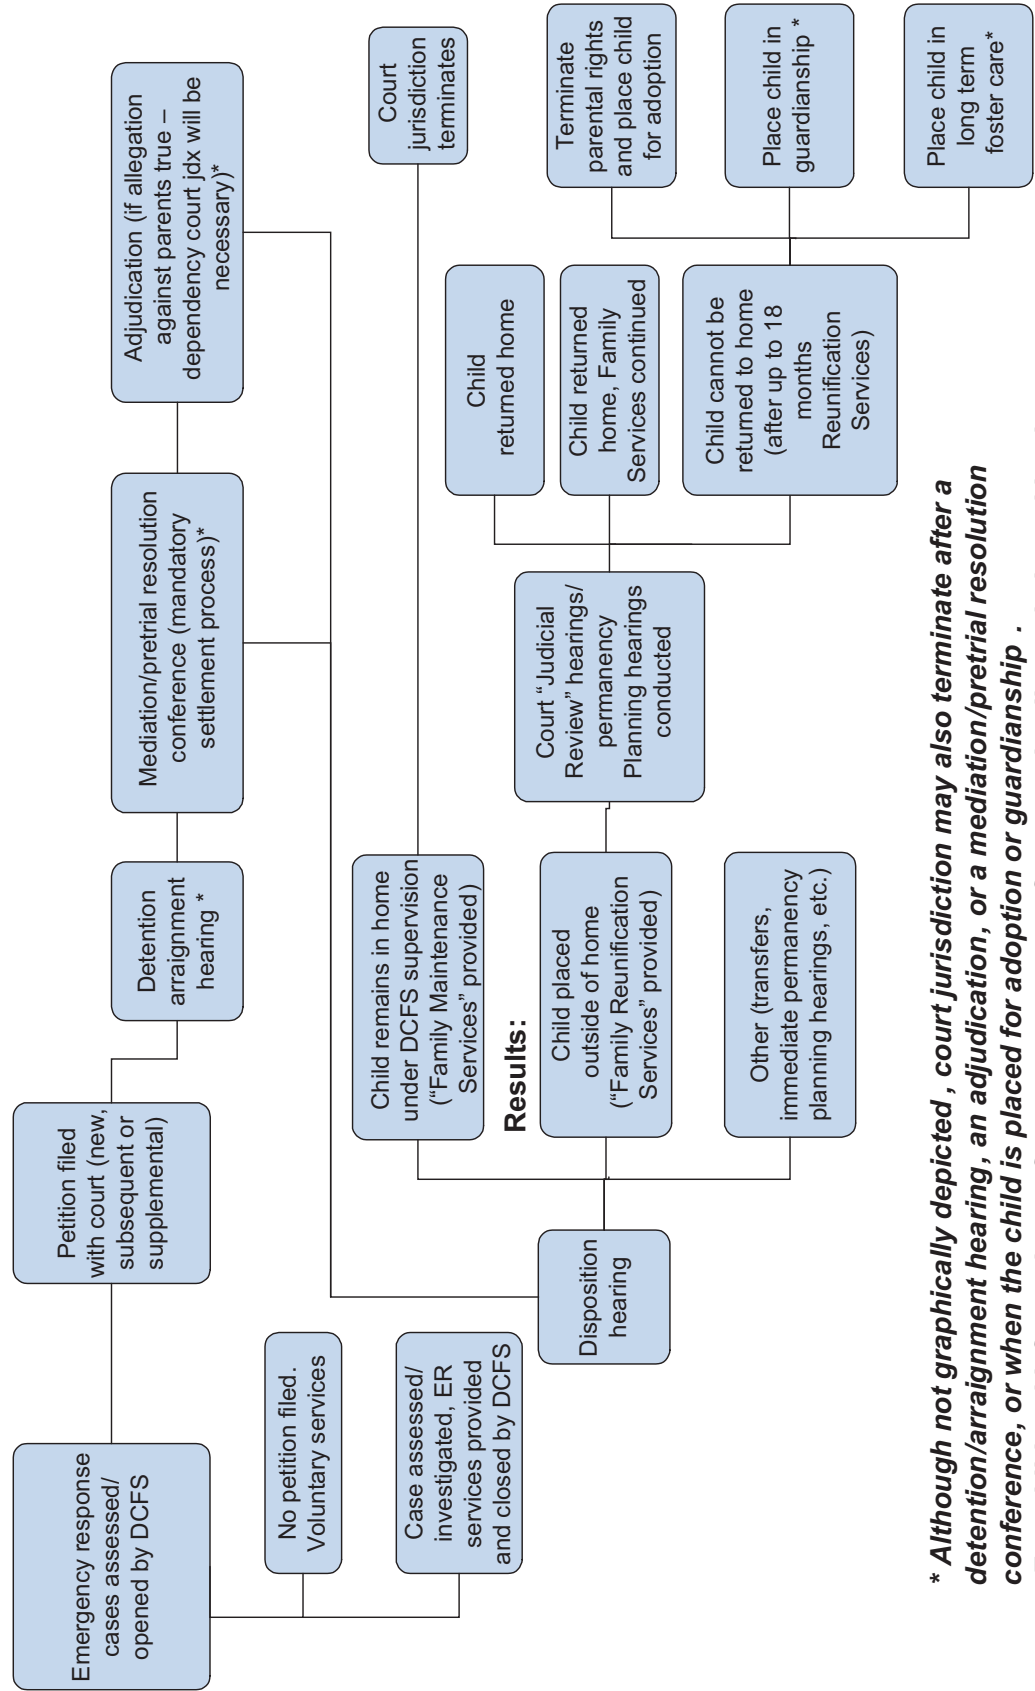 Emergency response
cases assessed/
opened by DCFS
Petition filed
with court (new,
subsequent or
supplemental)
Detention
arraignment
hearing *
Mediation/pretrial resolution
conference (mandatory
settlement process)*
Adjudication (if allegation
against parents true –
dependency court jdx will be
necessary)*
No petition filed.
Voluntary services
Case assessed/
investigated, ER
services provided
and closed by DCFS
Disposition
hearing
Child remains in home
under DCFS supervision
(“Family Maintenance
Services” provided)
Court
jurisdiction
terminates
Results:
Child placed
outside of home
(“Family Reunification
Services” provided)
Other (transfers,
immediate permanency
planning hearings, etc.)
Court “Judicial
Review” hearings/
permanency
Planning hearings
conducted
Child
returned home
Child returned
home, Family
Services continued
Child cannot be
returned to home
(after up to 18
months
Reunification
Services)
Terminate
parental rights
and place child
for adoption
Place child in
guardianship *
Place child in
long term
foster care*
* Although not graphically depicted , court jurisdiction may also terminate after a
detention/arraignment hearing, an adjudication, or a mediation/pretrial resolution
conference, or when the child is placed for adoption or guardianship .